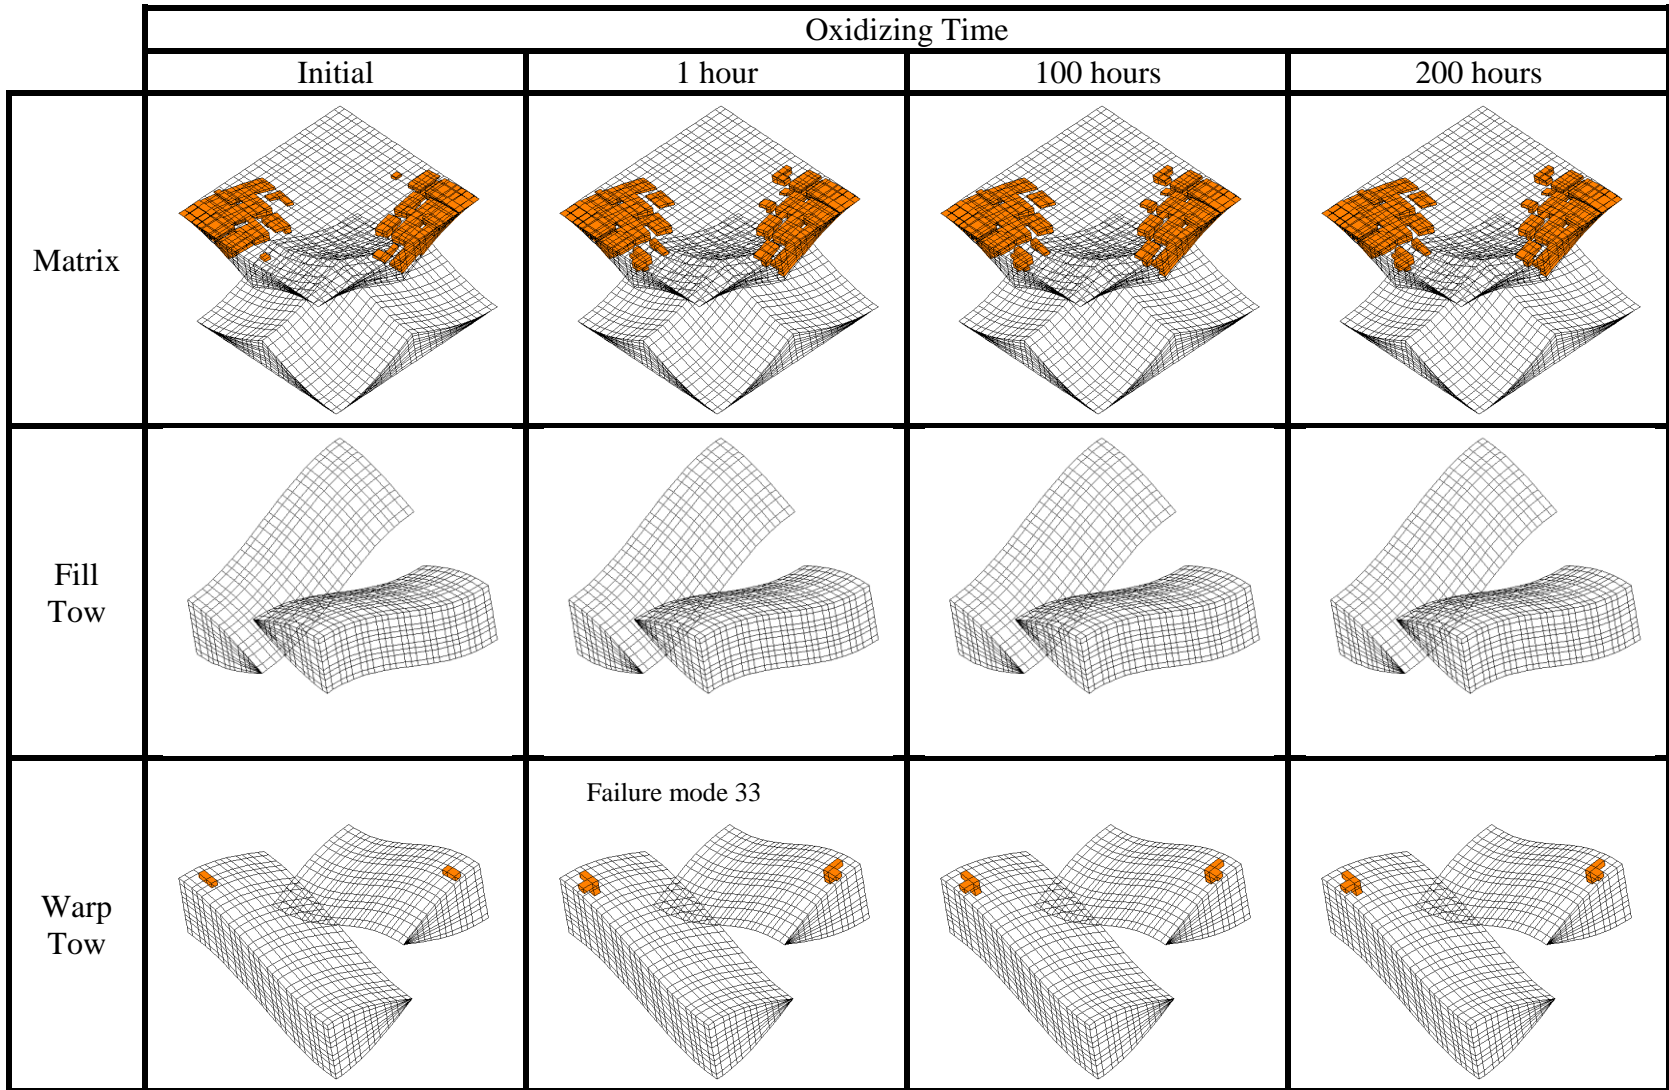 Oxidizing Time
Initial
1 hour
100 hours
200 hours
Matrix
Fill
Tow
Warp
Tow
Failure mode 33